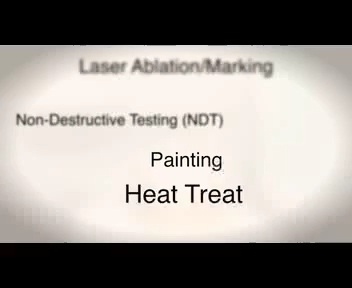 Laser Ablation/Marking
Non-Destructive Testing (NDT)
Painting
Heat Treat